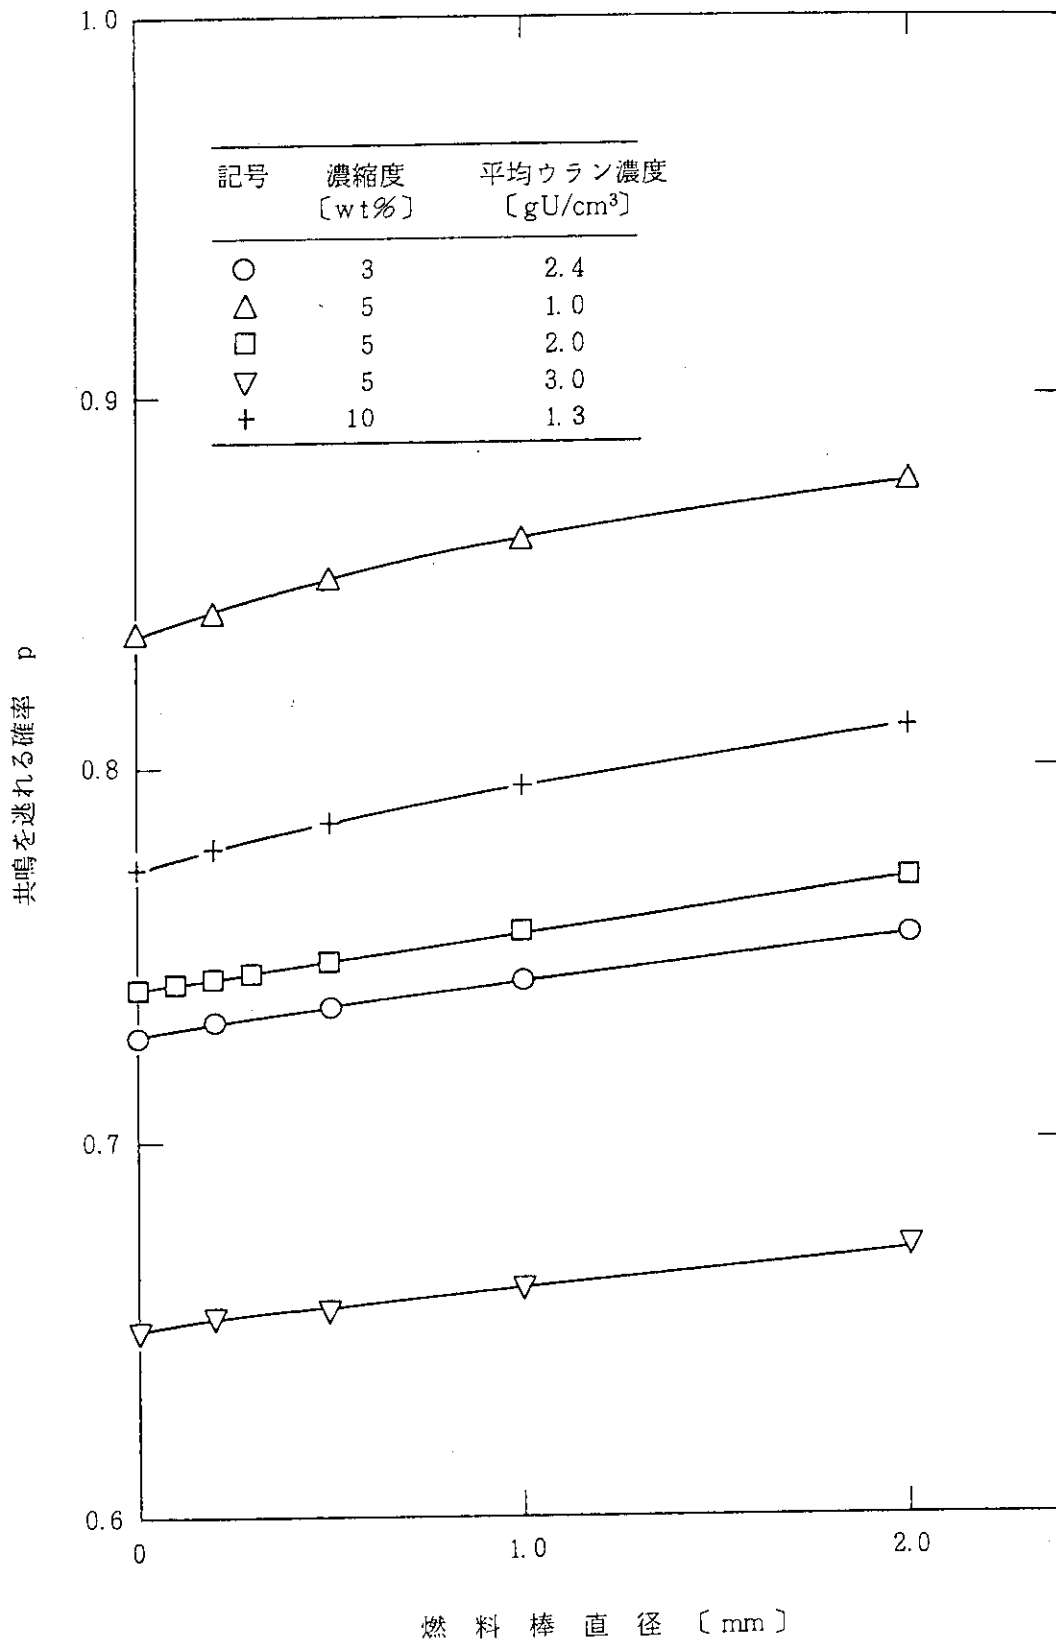 1.0
記号 濃縮度 平均ウラン濃度
〔wt%〕 〔gU/cm³〕
○ 3 2.4
△ 5 1.0
□ 5 2.0
▽ 5 3.0
+ 10 1.3
0.9
0.8
0.7
0.6
共鳴を逃れる確率 p
0 1.0 2.0
燃料棒直径〔mm〕